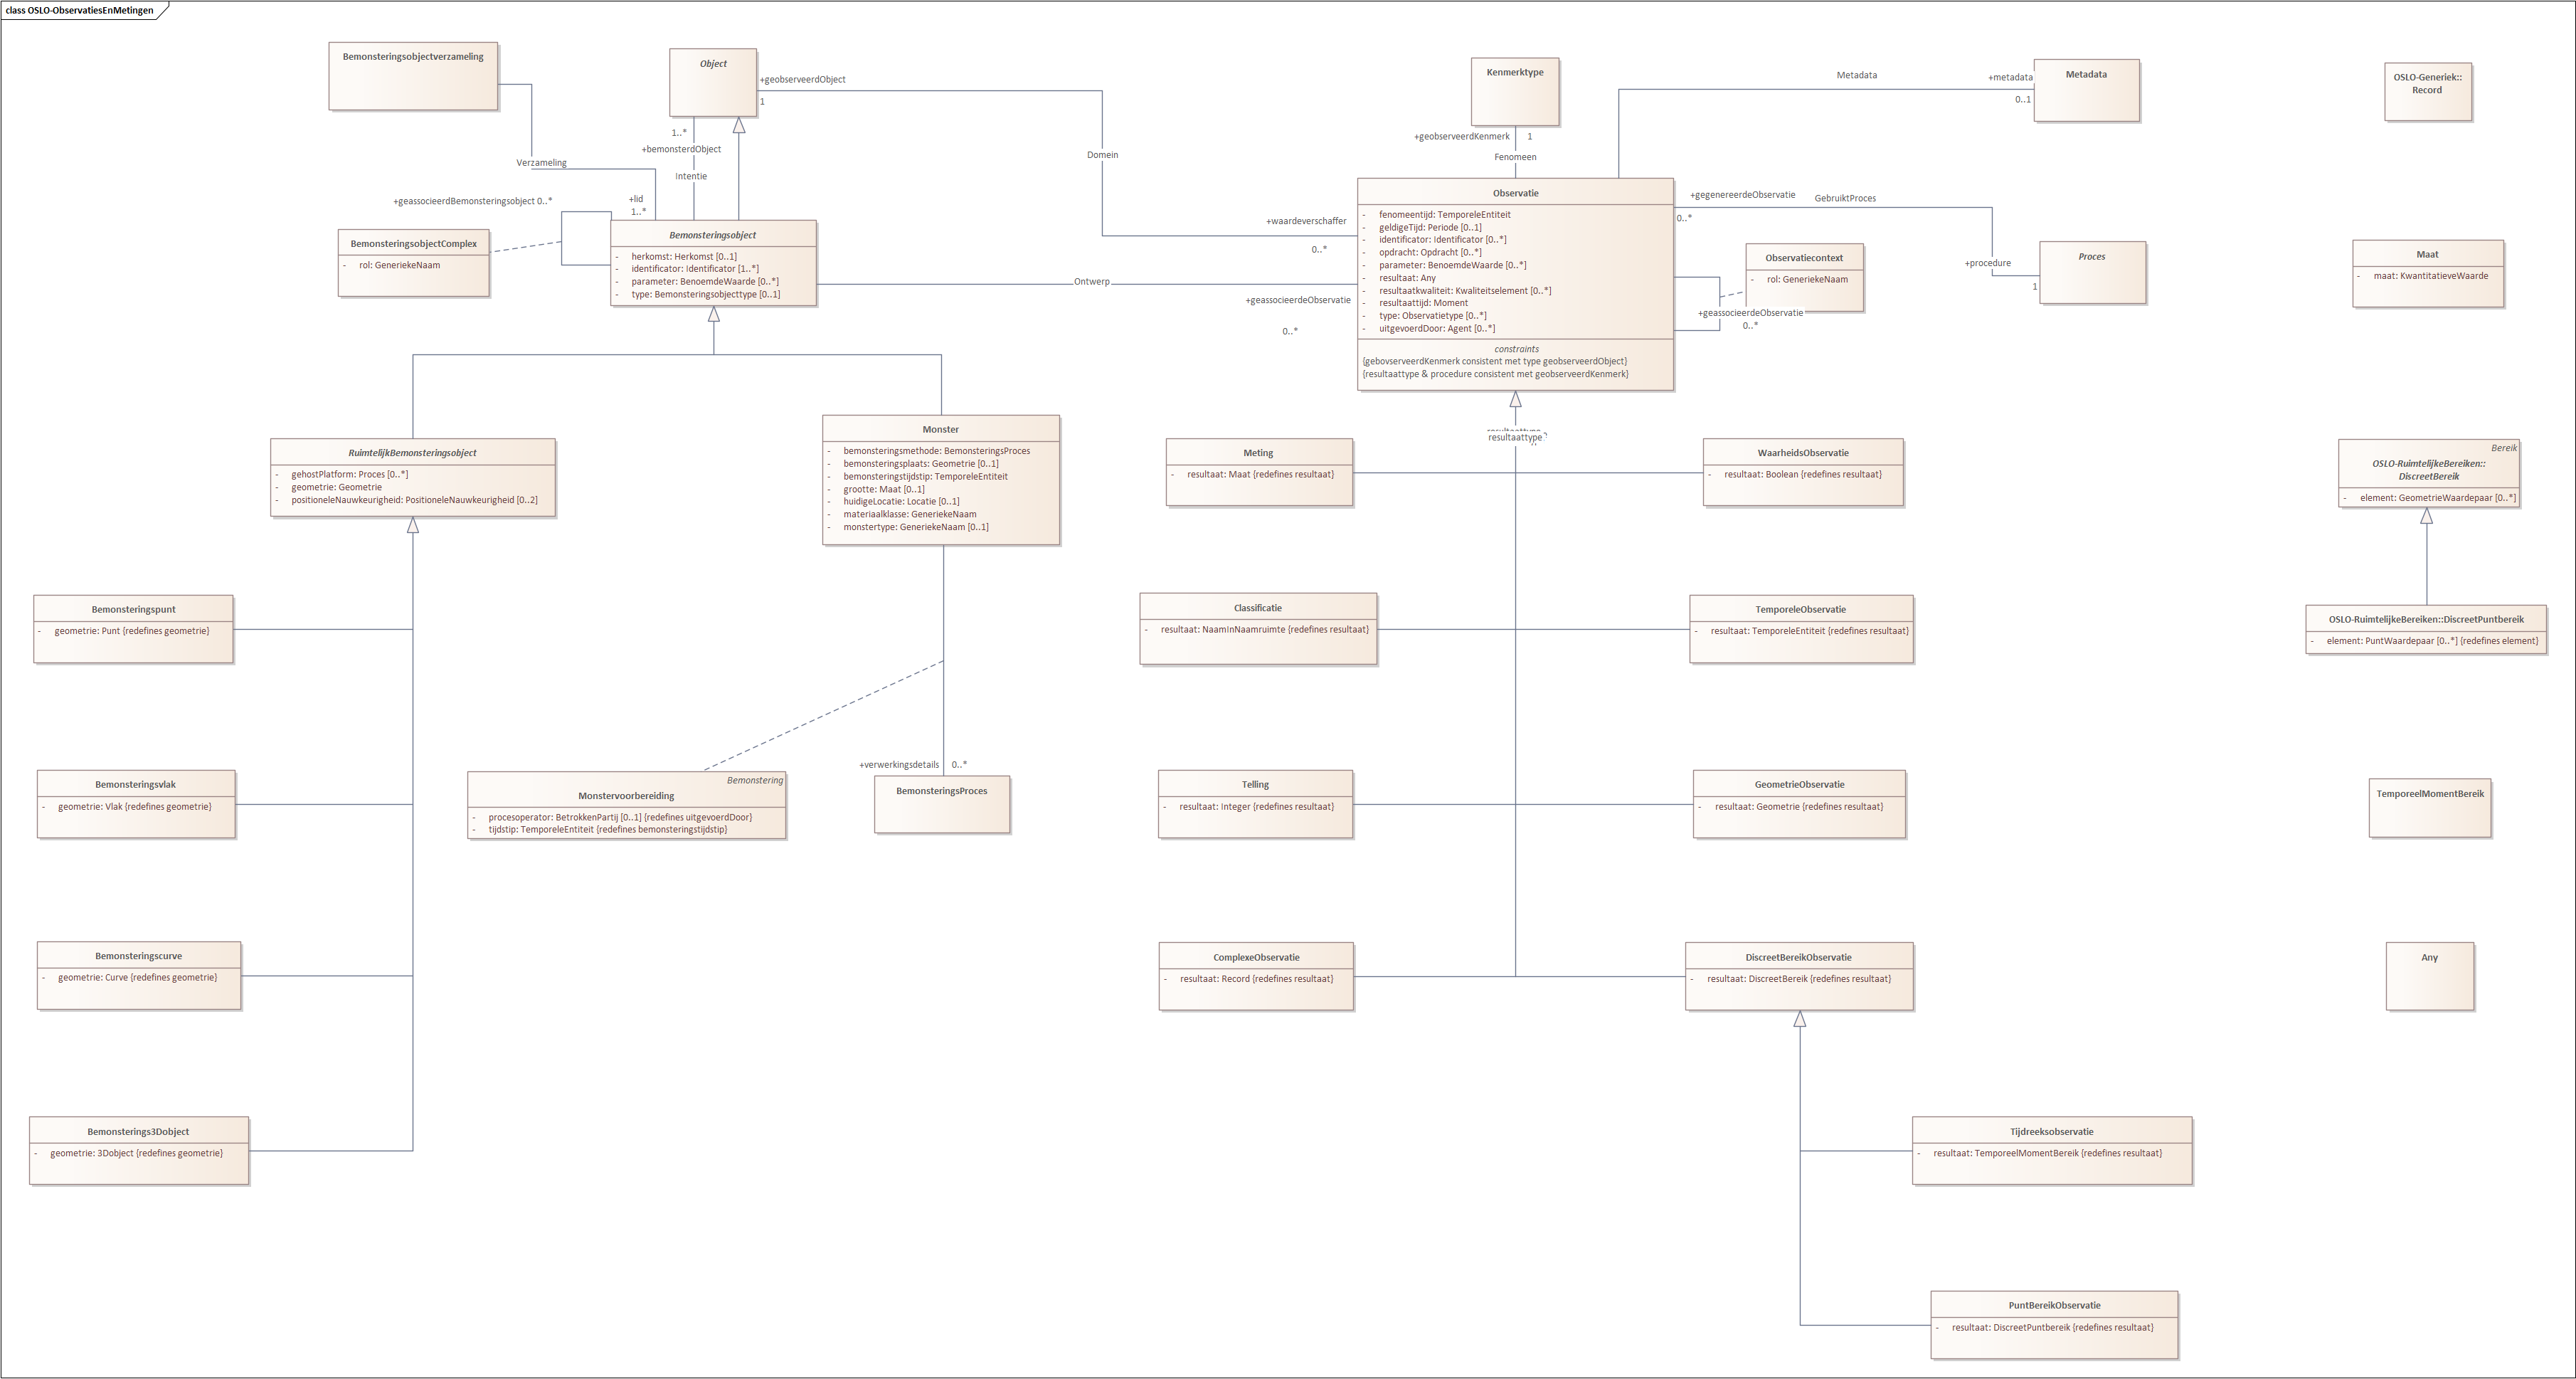 class OSLO-ObservatiesEnMetingen
Bemonsteringsobjectverzameling
Object
+geobserveerdObject
1
1..*
+bemonsterdObject
Intentie
Verzameling
+lid
1..*
+geassocieerdBemonsteringsobject 0..*
BemonsteringsobjectComplex
- rol: GeneriekeNaam
Bemonsteringsobject
- herkomst: Herkomst [0..1]
- identificator: Identificator [1..*]
- parameter: BenoemdeWaarde [0..*]
- type: Bemonsteringsobjecttype [0..1]
Domein
+waardeverschaffer
0..*
Ontwerp
+geassocieerdeObservatie
0..*
Kenmerktype
+geobserveerdKenmerk 1
Fenomeen
Metadata
+metadata
0..1
Metadata
OSLO-Generiek::
Record
Observatie
- fenomeentijd: TemporeleEntiteit
- geldigeTijd: Periode [0..1]
- identificator: Identificator [0..*]
- opdracht: Opdracht [0..*]
- parameter: BenoemdeWaarde [0..*]
- resultaat: Any
- resultaatkwaliteit: Kwaliteitselement [0..*]
- resultaattijd: Moment
- type: Observatietype [0..*]
- uitgevoerdDoor: Agent [0..*]
constraints
{gebovserveerdKenmerk consistent met type geobserveerdObject}
{resultaattype & procedure consistent met geobserveerdKenmerk}
+gegenereerdeObservatie
0..*
GebruiktProces
+procedure
1
Proces
Observatiecontext
- rol: GeneriekeNaam
+geassocieerdeObservatie
0..*
Maat
- maat: KwantitatieveWaarde
RuimtelijkBemonsteringsobject
- gehostPlatform: Proces [0..*]
- geometrie: Geometrie
- positioneleNauwkeurigheid: PositioneleNauwkeurigheid [0..2]
Monster
- bemonsteringsmethode: BemonsteringsProces
- bemonsteringsplaats: Geometrie [0..1]
- bemonsteringstijdstip: TemporeleEntiteit
- grootte: Maat [0..1]
- huidigeLocatie: Locatie [0..1]
- materiaalklasse: GeneriekeNaam
- monstertype: GeneriekeNaam [0..1]
resultaattype
Meting
- resultaat: Maat {redefines resultaat}
WaarheidsObservatie
- resultaat: Boolean {redefines resultaat}
Bereik
OSLO-RuimtelijkeBereiken::
DiscreetBereik
- element: GeometrieWaardepaar [0..*]
Bemonsteringspunt
- geometrie: Punt {redefines geometrie}
Classificatie
- resultaat: NaamInNaamruimte {redefines resultaat}
TemporeleObservatie
- resultaat: TemporeleEntiteit {redefines resultaat}
OSLO-RuimtelijkeBereiken::DiscreetPuntbereik
- element: PuntWaardepaar [0..*] {redefines element}
Bemonsteringsvlak
- geometrie: Vlak {redefines geometrie}
Bemonstering
Monstervoorbereiding
- procesoperator: BetrokkenPartij [0..1] {redefines uitgevoerdDoor}
- tijdstip: TemporeleEntiteit {redefines bemonsteringstijdstip}
+verwerkingsdetails 0..*
BemonsteringsProces
Telling
- resultaat: Integer {redefines resultaat}
GeometrieObservatie
- resultaat: Geometrie {redefines resultaat}
TemporeelMomentBereik
Bemonsteringscurve
- geometrie: Curve {redefines geometrie}
ComplexeObservatie
- resultaat: Record {redefines resultaat}
DiscreetBereikObservatie
- resultaat: DiscreetBereik {redefines resultaat}
Any
Bemonsterings3Dobject
- geometrie: 3Dobject {redefines geometrie}
Tijdreeksobservatie
- resultaat: TemporeelMomentBereik {redefines resultaat}
PuntBereikObservatie
- resultaat: DiscreetPuntbereik {redefines resultaat}